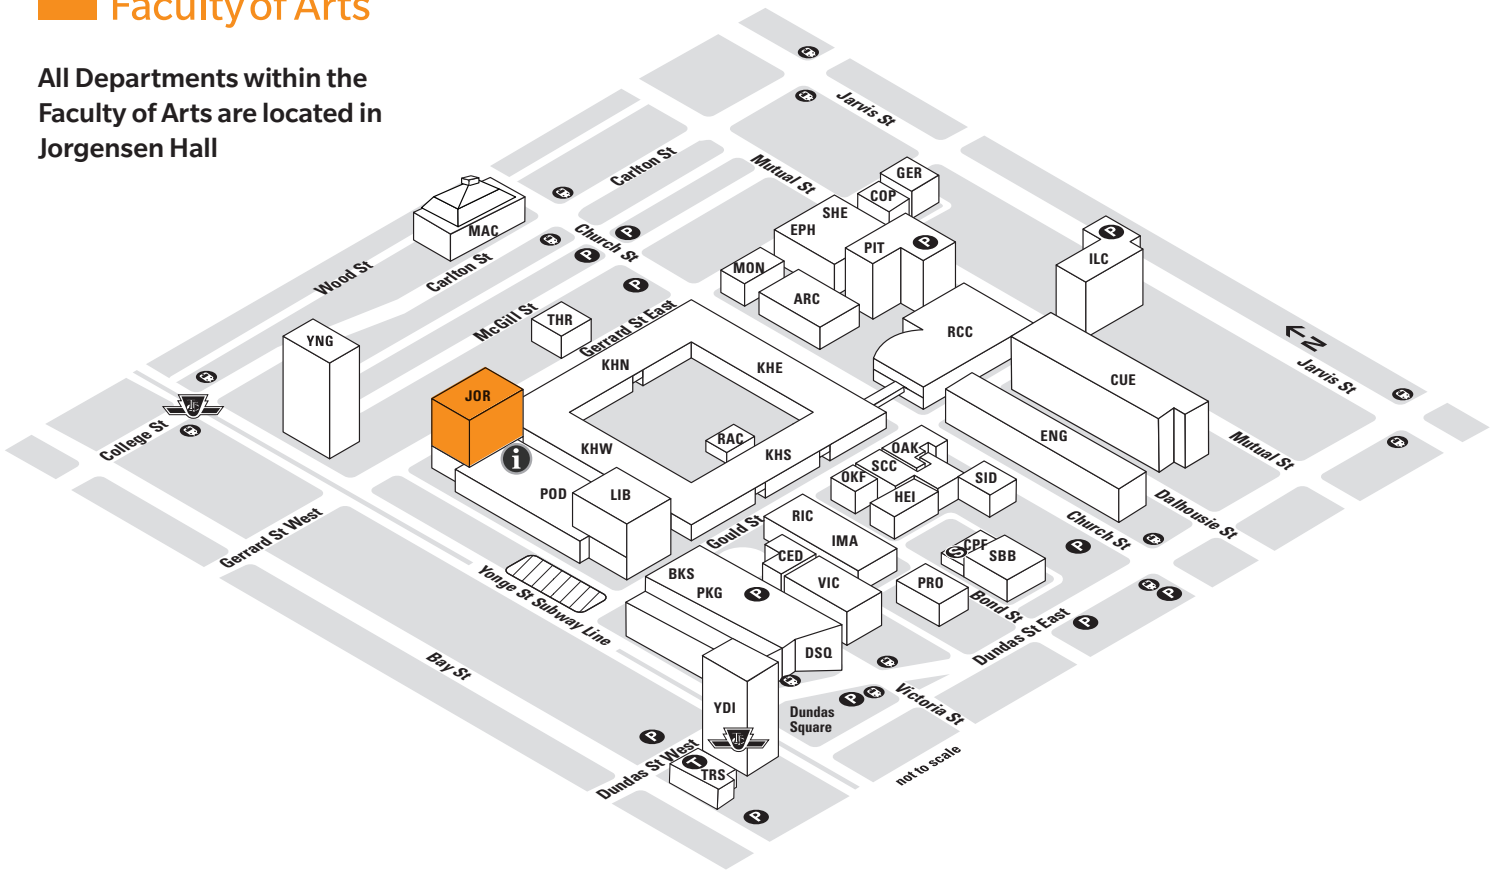 Faculty of Arts
All Departments within the
Faculty of Arts are located in
Jorgensen Hall
Jarvis St
Carlton St
Mutual St
GER
COP
SHE
EPH
PIT
P
MON
ARC
P
ILC
MAC
Church St
P
P
P
Wood St
Carlton St
McGill St
THR
Gerrard St East
YNG
RCC
N
Jarvis St
KHN
KHE
CUE
JOR
College St
i
RAC
KHW
KHS
ENG
Mutual St
OAK
SCC
OKF
HEI
SID
POD
LIB
Dalhousie St
RIC
IMA
Gould St
Church St
P
Gerrard St West
CED
S
CPF
SBB
BKS
PKG
P
VIC
PRO
Bond St
P
Yonge St Subway Line
Dundas St East
P
DSQ
Bay St
YDI
P
Victoria St
Dundas
Square
P
Dundas St West
T
TRS
not to scale
P